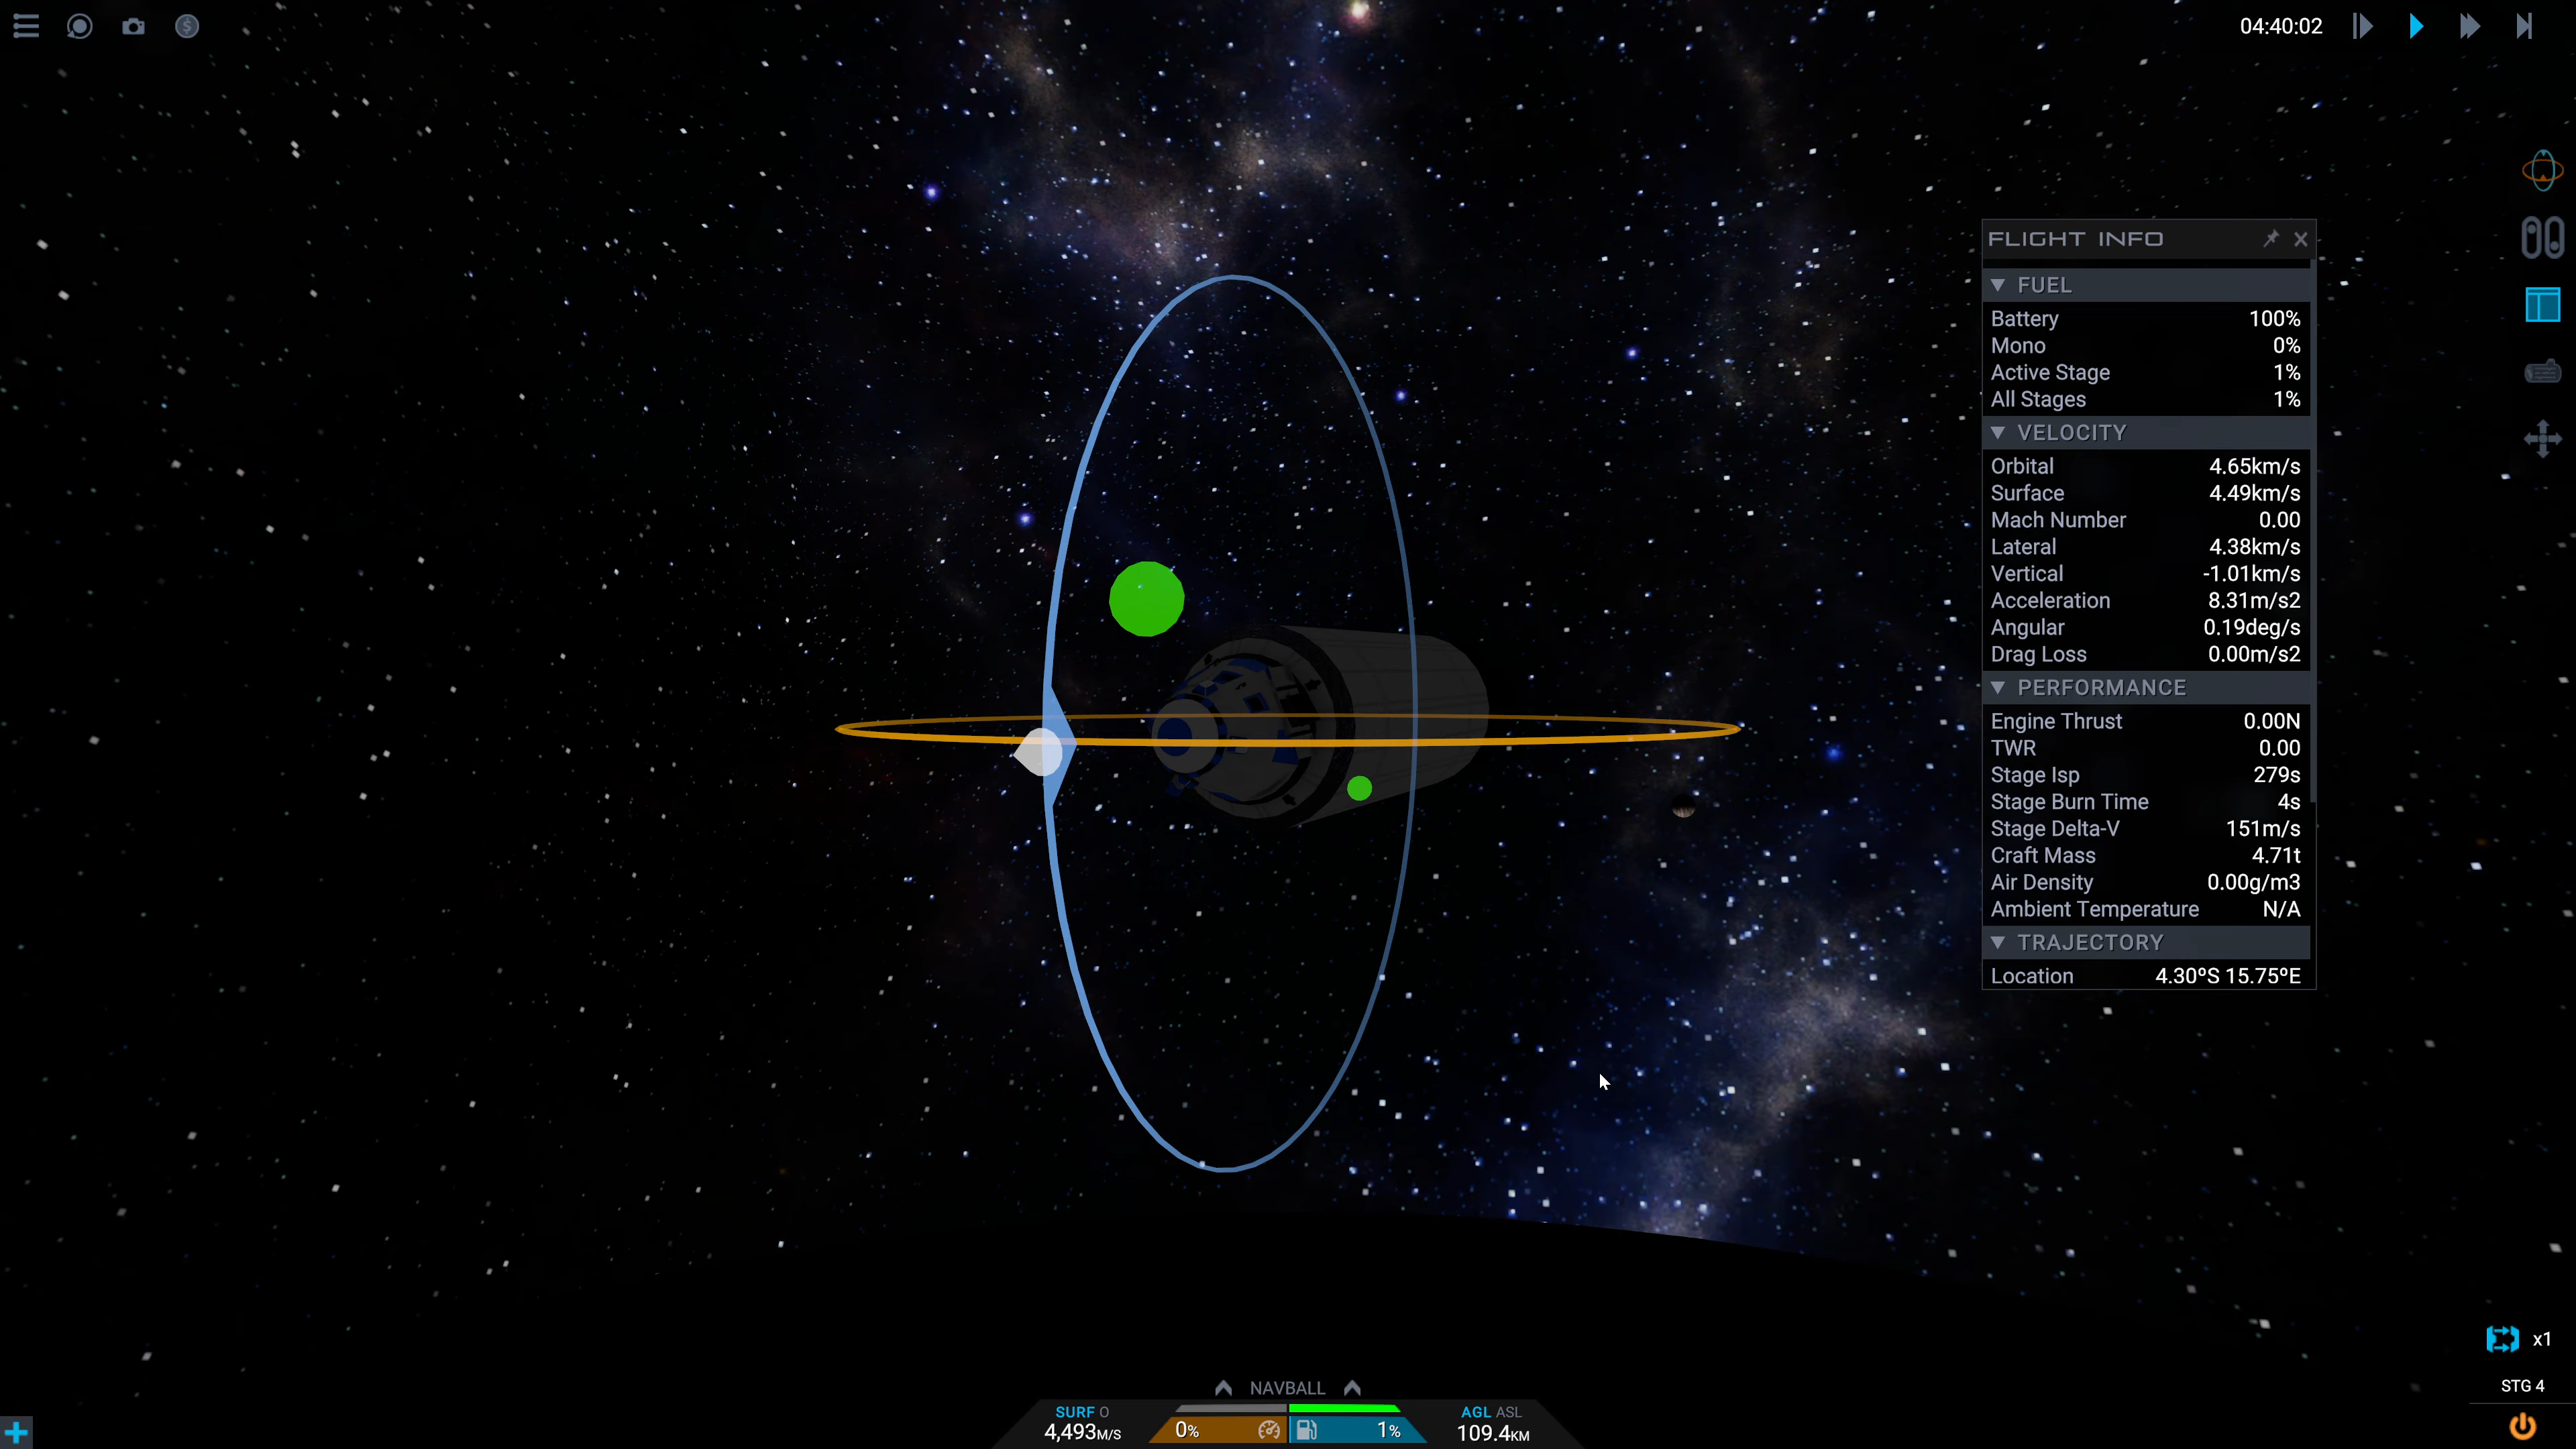 04:40:02
FLIGHT INFO
FUEL
Battery 100%
Mono 0%
Active Stage 1%
All Stages 1%
VELOCITY
Orbital 4.65km/s
Surface 4.49km/s
Mach Number 0.00
Lateral 4.38km/s
Vertical -1.01km/s
Acceleration 8.31m/s2
Angular 0.19deg/s
Drag Loss 0.00m/s2
PERFORMANCE
Engine Thrust 0.00N
TWR 0.00
Stage Isp 279s
Stage Burn Time 4s
Stage Delta-V 151m/s
Craft Mass 4.71t
Air Density 0.00g/m3
Ambient Temperature N/A
TRAJECTORY
Location 4.30ºS 15.75ºE
x1
STG 4
NAVBALL
SURF O
4,493M/S
0%
1%
AGL ASL
109.4KM